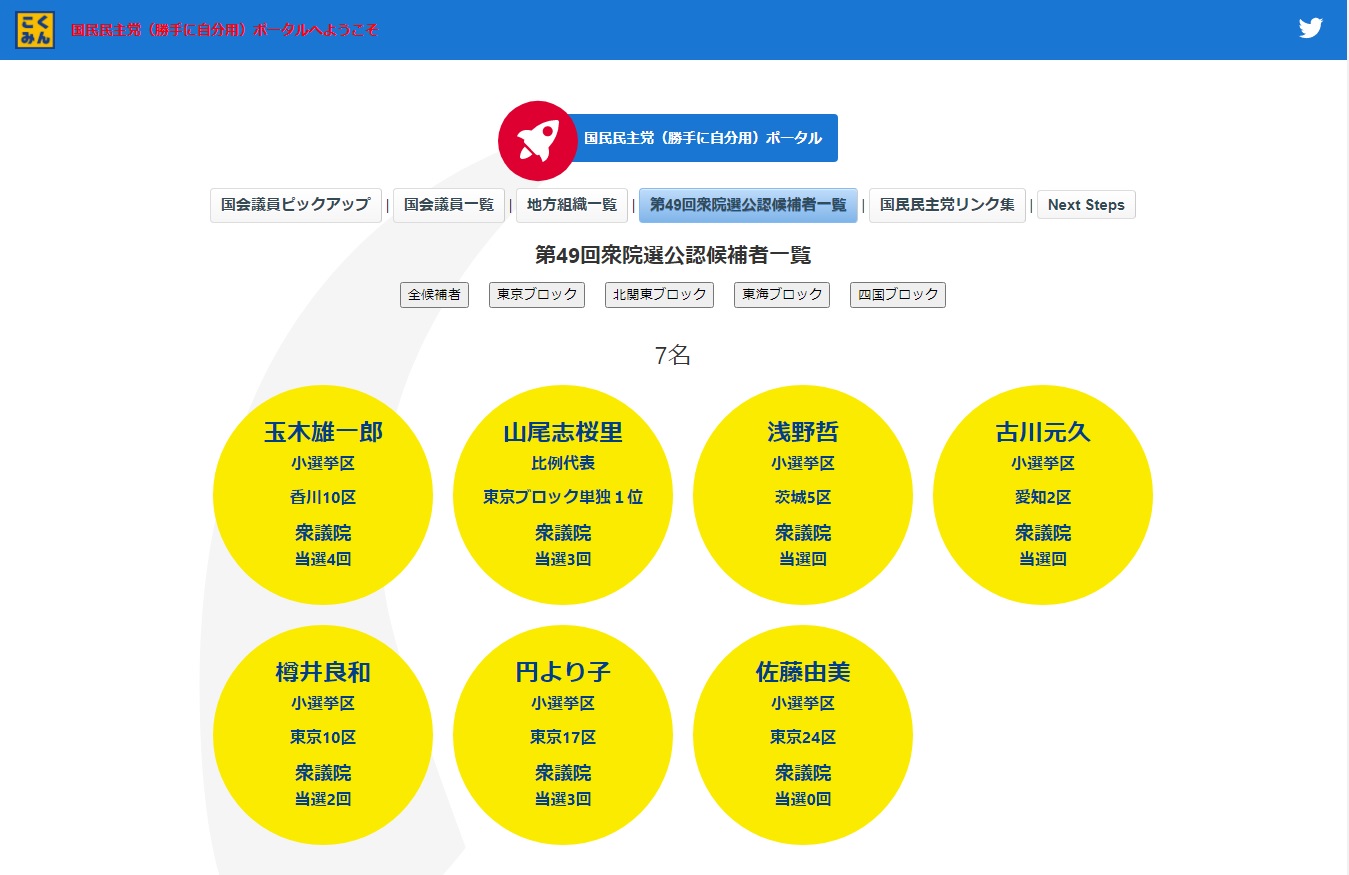 こく
みん
国民民主党（勝手に自分用）ポータルへようこそ
国民民主党（勝手に自分用）ポータル
国会議員ピックアップ | 国会議員一覧 | 地方組織一覧 | 第49回衆院選公認候補者一覧 | 国民民主党リンク集 | Next Steps
第49回衆院選公認候補者一覧
全候補者 東京ブロック 北関東ブロック 東海ブロック 四国ブロック
7名
玉木雄一郎
小選挙区
香川10区
衆議院
当選4回
山尾志桜里
比例代表
東京ブロック単独１位
衆議院
当選3回
浅野哲
小選挙区
茨城5区
衆議院
当選回
古川元久
小選挙区
愛知2区
衆議院
当選回
樽井良和
小選挙区
東京10区
衆議院
当選2回
円より子
小選挙区
東京17区
衆議院
当選3回
佐藤由美
小選挙区
東京24区
衆議院
当選0回